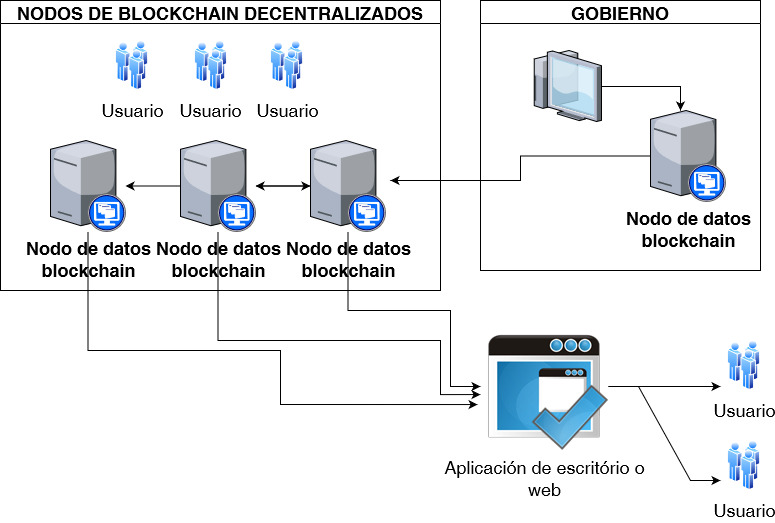 NODOS DE BLOCKCHAIN DECENTRALIZADOS
GOBIERNO
Usuario
Usuario
Usuario
Nodo de datos
blockchain
Nodo de datos
blockchain
Nodo de datos
blockchain
Nodo de datos
blockchain
Aplicación de escritório o
web
Usuario
Usuario